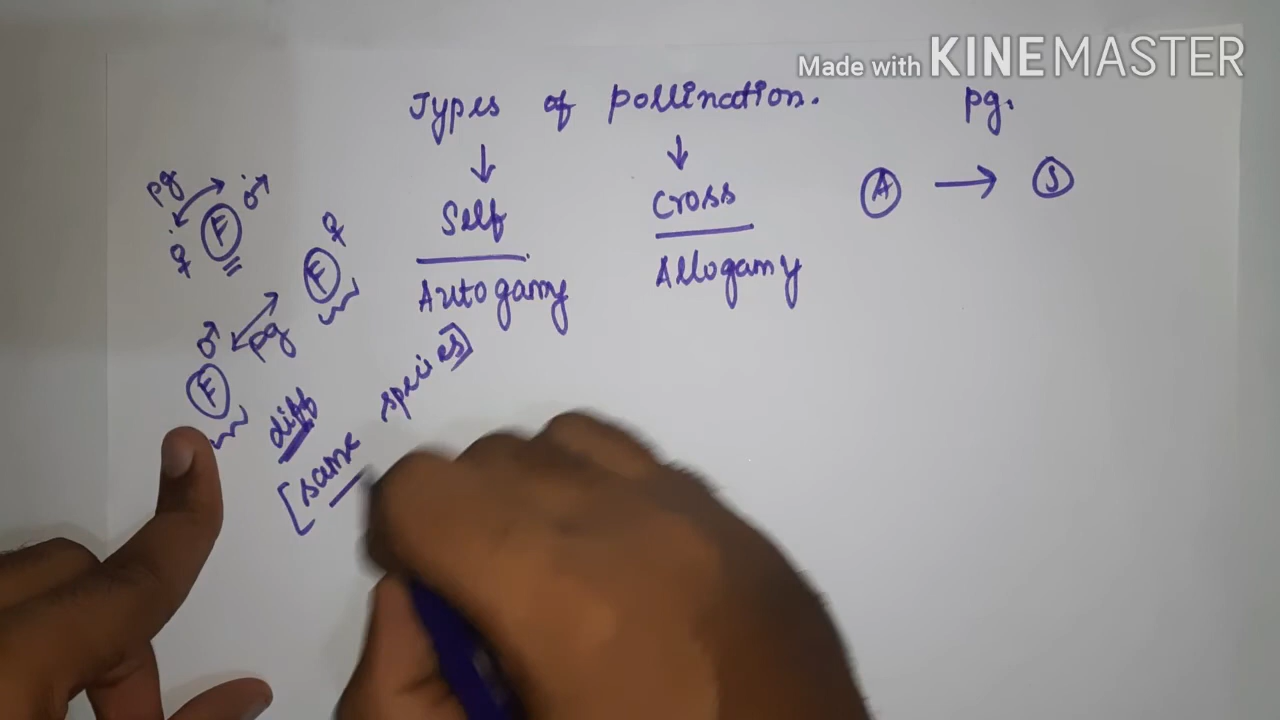 Made with KINEMASTER
Types of pollination.
pg.
↓ ↓
Self
Cross
A → S
Autogamy
Allogamy
pg ♂
F
♀
F ♀
♂ pg
F
diff
[same species]